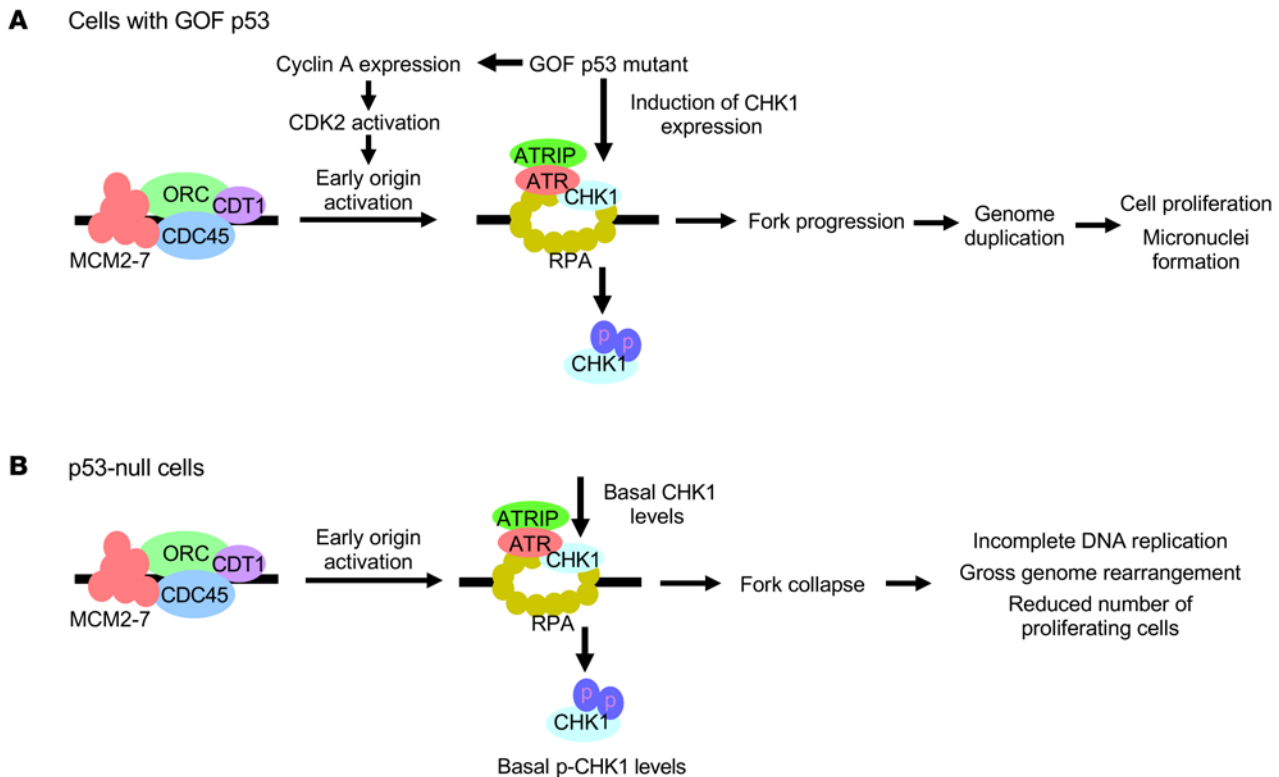 A Cells with GOF p53
Cyclin A expression
GOF p53 mutant
CDK2 activation
Induction of CHK1
expression
Early origin
activation
ATRIP
ATR
CHK1
ORC
CDT1
CDC45
MCM2-7
RPA
Fork progression
Genome
duplication
Cell proliferation
Micronuclei
formation
p
p
CHK1
B p53-null cells
Basal CHK1
levels
Early origin
activation
ATRIP
ATR
CHK1
ORC
CDT1
CDC45
MCM2-7
RPA
Fork collapse
Incomplete DNA replication
Gross genome rearrangement
Reduced number of
proliferating cells
p
p
CHK1
Basal p-CHK1 levels